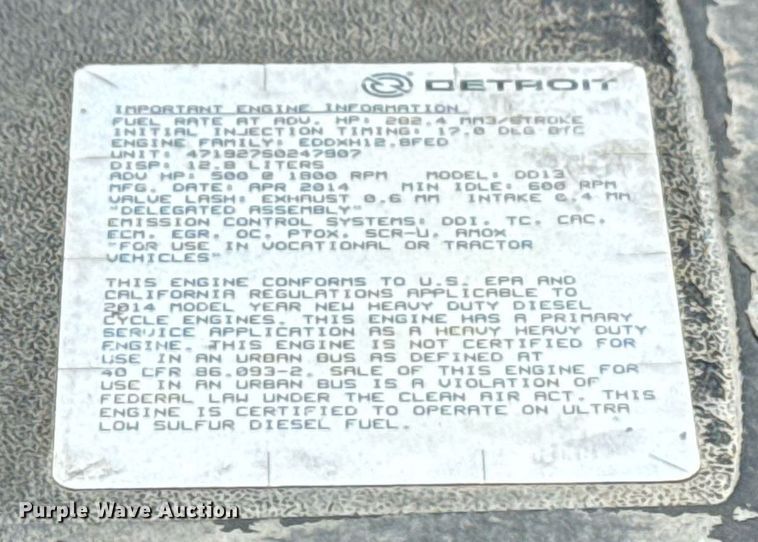 DETROIT
IMPORTANT ENGINE INFORMATION
FUEL RATE AT ADV. HP: 282.4 MM3/STROKE
INITIAL INJECTION TIMING: 17.0 DEG BTC
ENGINE FAMILY: EDDXH12.8FED
UNIT: 471927S0247907
DISP: 12.8 LITERS
ADV HP: 500 @ 1800 RPM MODEL: DD13
MFG. DATE: APR 2014 MIN IDLE: 600 RPM
VALVE LASH: EXHAUST 0.6 MM INTAKE 0.4 MM
"DELEGATED ASSEMBLY"
EMISSION CONTROL SYSTEMS: DDI, TC, CAC,
ECM, EGR, OC, PTOX, SCR-U, AMOX
"FOR USE IN VOCATIONAL OR TRACTOR
VEHICLES"
THIS ENGINE CONFORMS TO U.S. EPA AND
CALIFORNIA REGULATIONS APPLICABLE TO
2014 MODEL YEAR NEW HEAVY DUTY DIESEL
CYCLE ENGINES. THIS ENGINE HAS A PRIMARY
SERVICE APPLICATION AS A HEAVY HEAVY DUTY
ENGINE. THIS ENGINE IS NOT CERTIFIED FOR
USE IN AN URBAN BUS AS DEFINED AT
40 CFR 86.093-2. SALE OF THIS ENGINE FOR
USE IN AN URBAN BUS IS A VIOLATION OF
FEDERAL LAW UNDER THE CLEAN AIR ACT. THIS
ENGINE IS CERTIFIED TO OPERATE ON ULTRA
LOW SULFUR DIESEL FUEL.
Purple Wave Auction